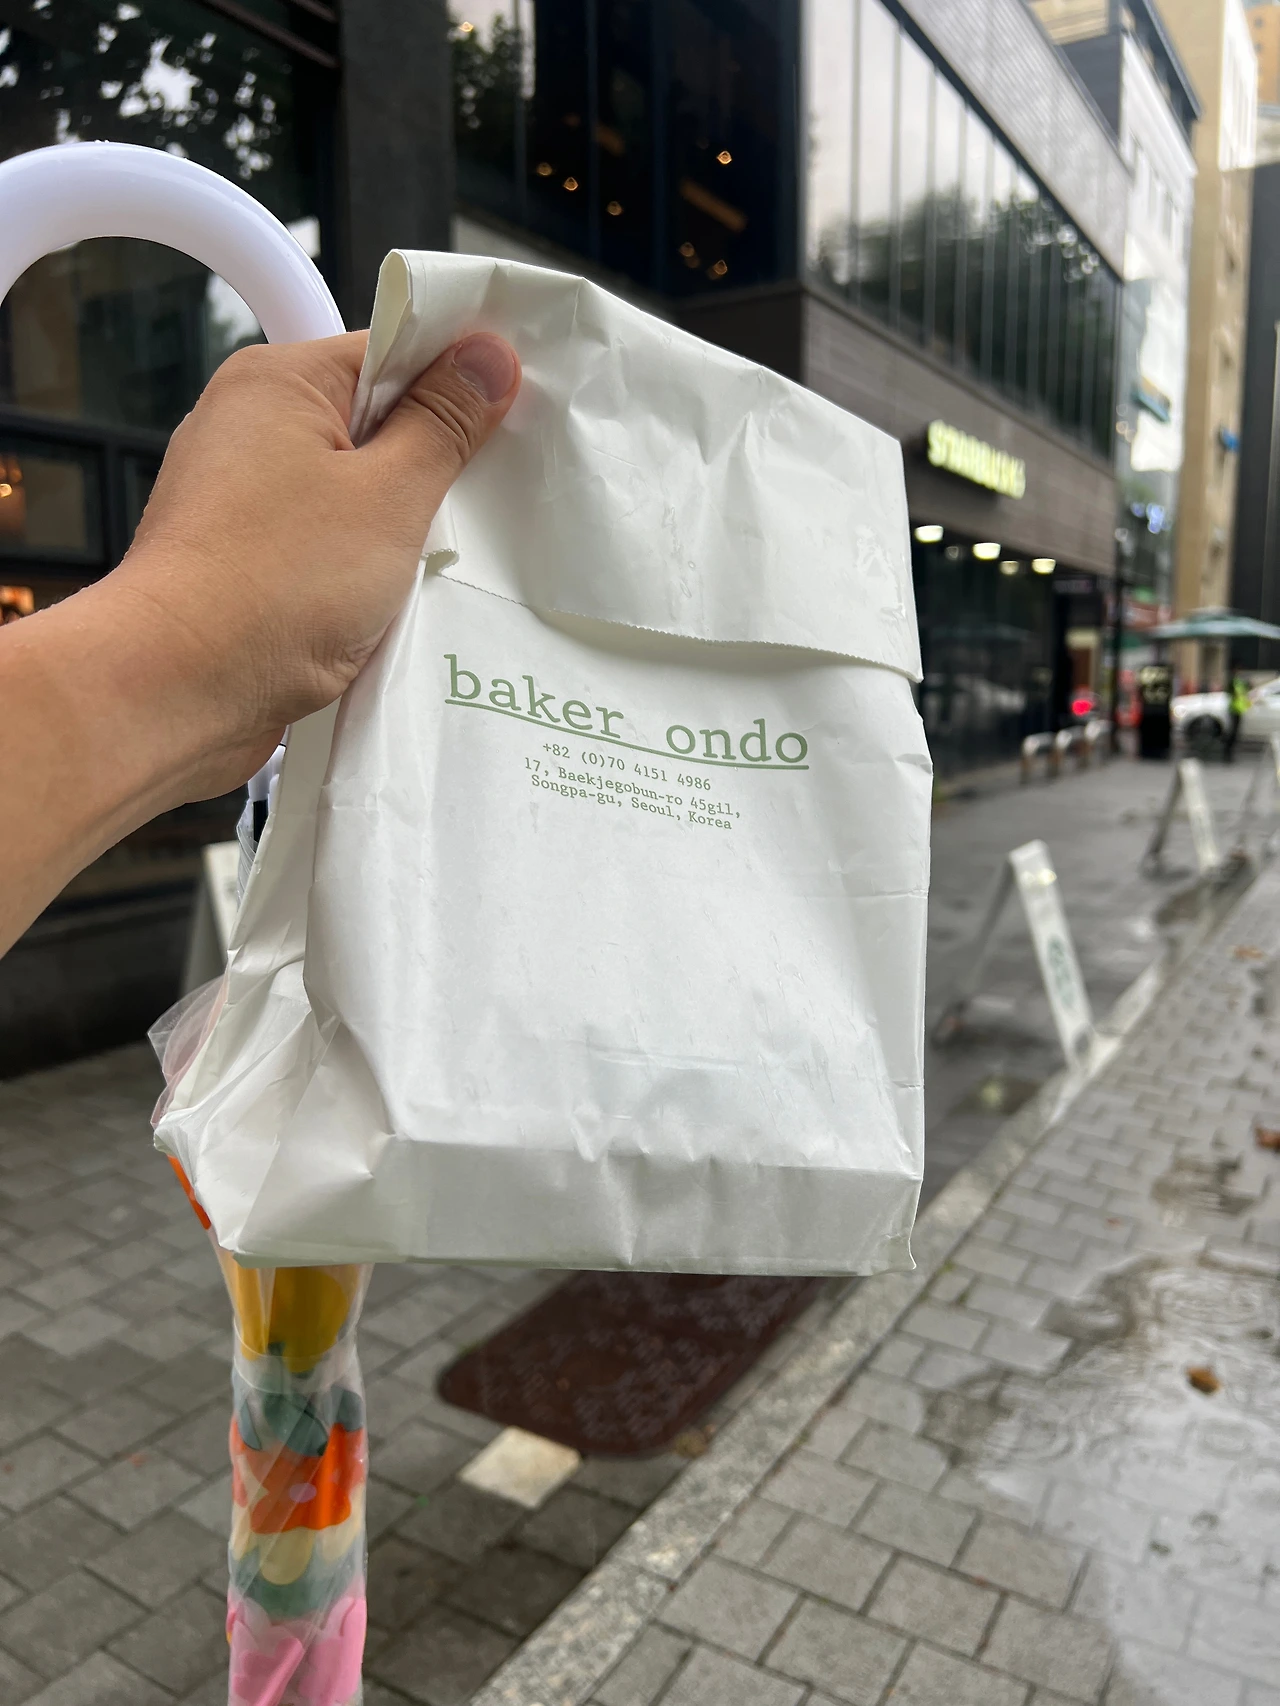 STARBUCKS
baker ondo
+82 (0)70 4151 4986
17, Baekjegobun-ro 45gil,
Songpa-gu, Seoul, Korea